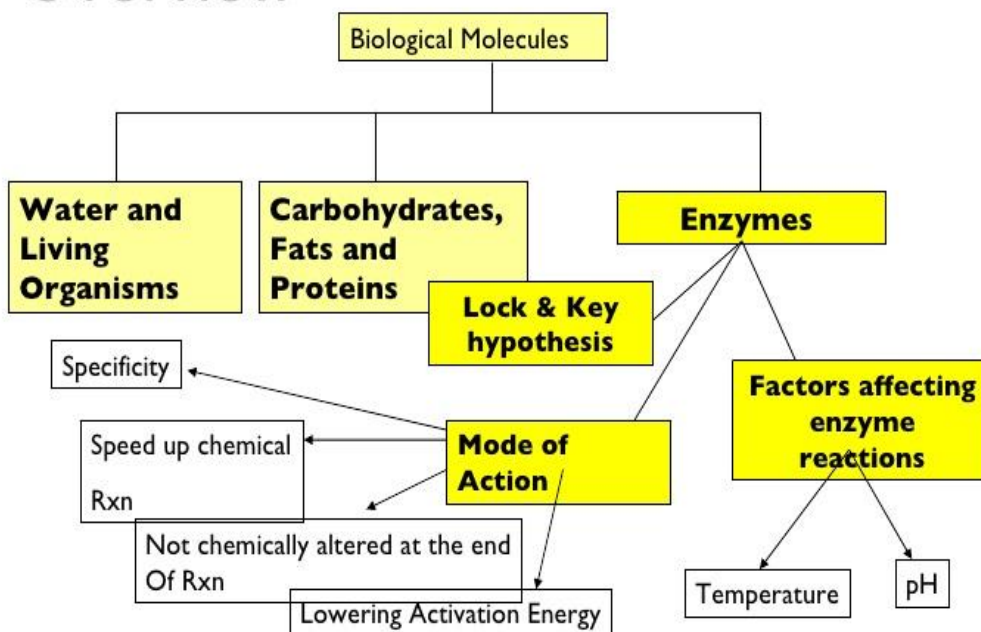 Biological Molecules
Water and
Living
Organisms
Carbohydrates,
Fats and
Proteins
Enzymes
Lock & Key
hypothesis
Specificity
Factors affecting
enzyme
reactions
Speed up chemical
Rxn
Mode of
Action
Not chemically altered at the end
Of Rxn
Temperature
pH
Lowering Activation Energy